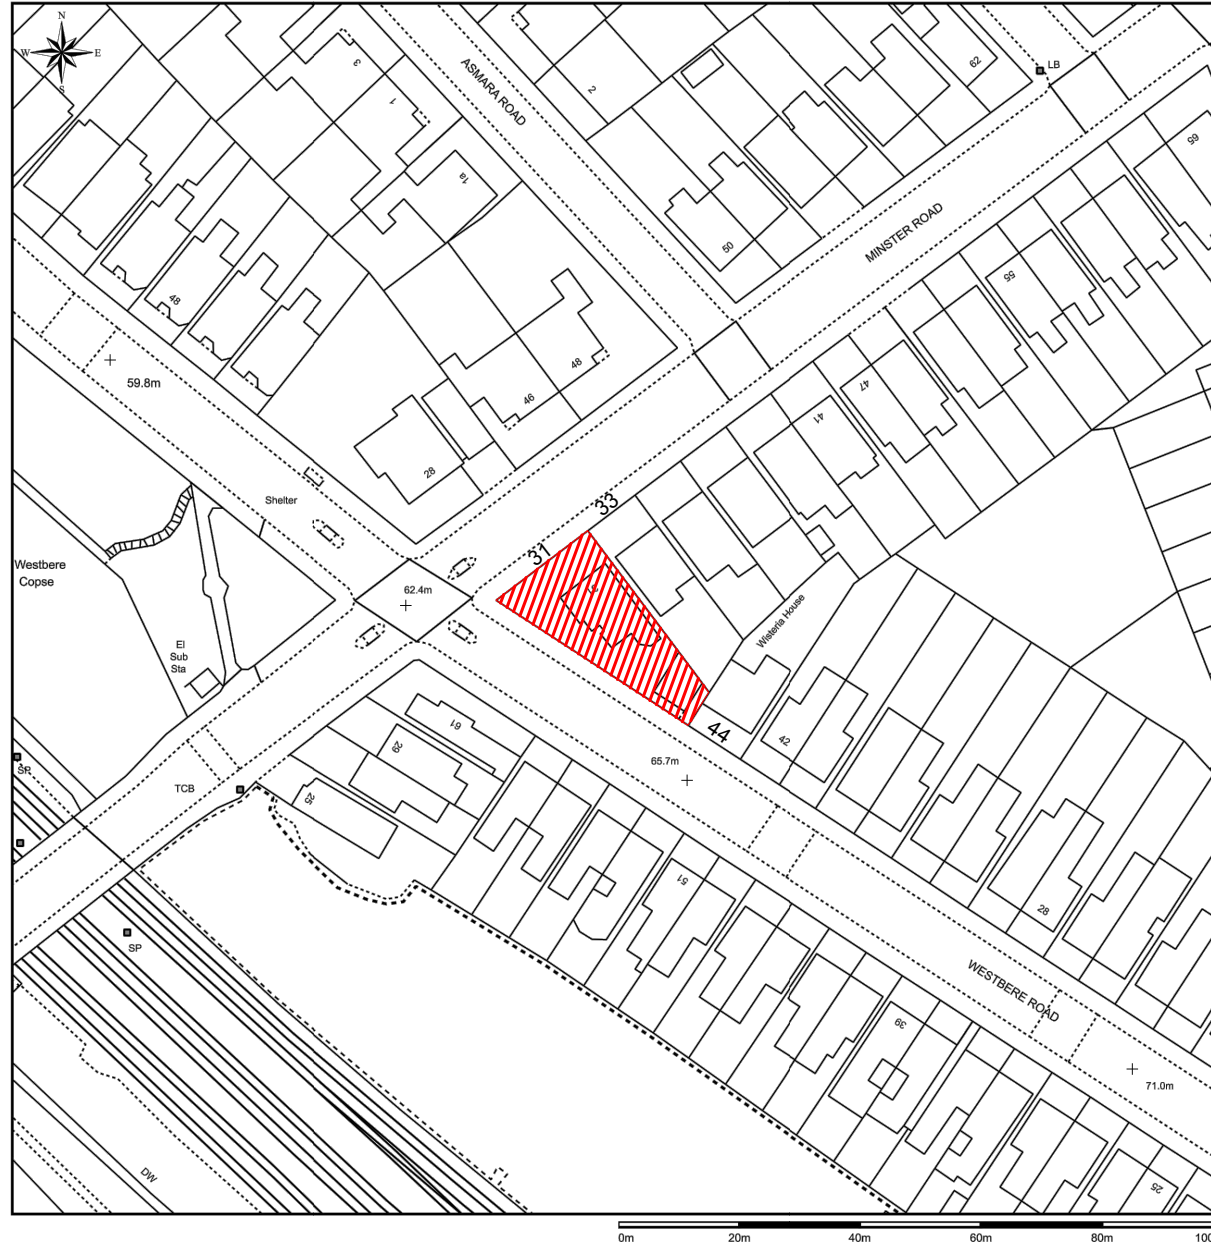 N
W
E
S
3
1
1a
ASMARA ROAD
2
62
LB
65
50
MINSTER ROAD
55
48
59.8m
48
46
28
47
41
Shelter
33
31
31
Westbere
Copse
62.4m
El
Sub
Sta
Wisteria House
44
42
61
29
25
65.7m
SP
TCB
SP
51
28
WESTBERE ROAD
39
71.0m
25
DW
0m
20m
40m
60m
80m
100